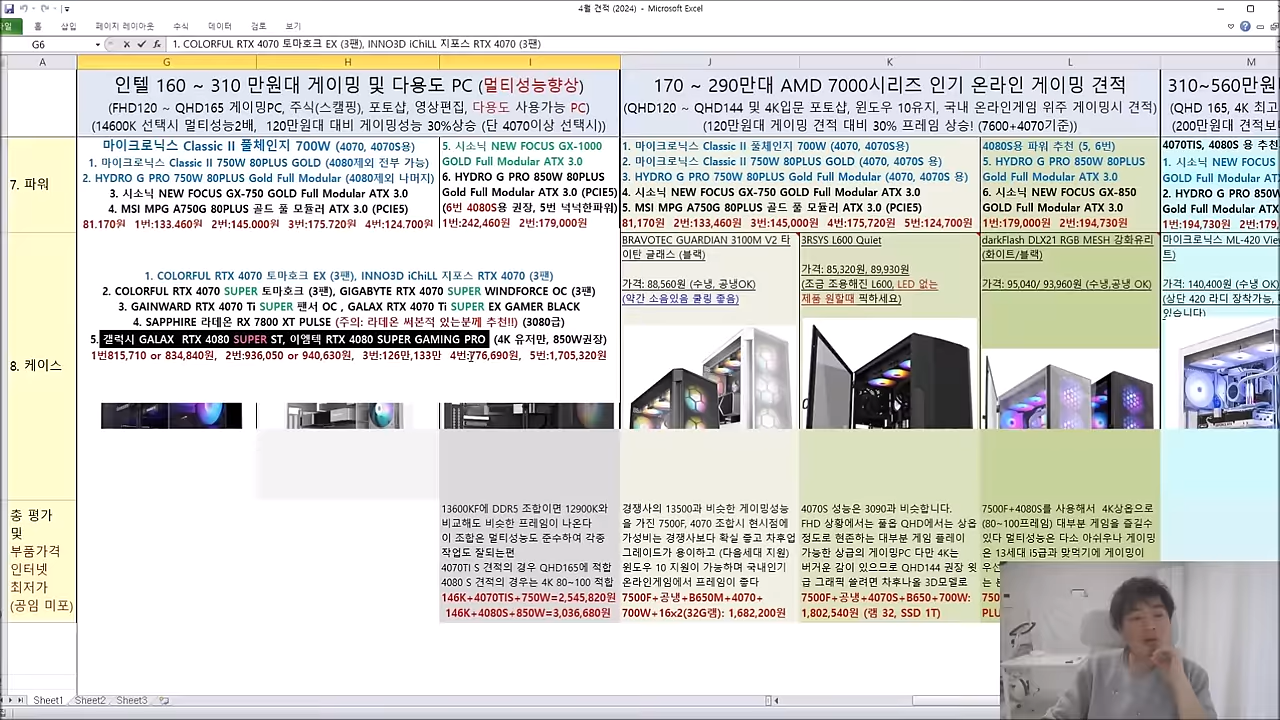 4월 견적 (2024) - Microsoft Excel
파일 홈 삽입 페이지 레이아웃 수식 데이터 검토 보기
G6 1. COLORFUL RTX 4070 토마호크 EX (3팬), INNO3D iCHiLL 지포스 RTX 4070 (3팬)
A G H I J K L M
인텔 160 ~ 310 만원대 게이밍 및 다용도 PC (멀티성능향상)
(FHD120 ~ QHD165 게이밍PC, 주식(스캘핑), 포토샵, 영상편집, 다용도 사용가능 PC)
(14600K 선택시 멀티성능2배, 120만원대 대비 게이밍성능 30%상승 (단 4070이상 선택시))
170 ~ 290만대 AMD 7000시리즈 인기 온라인 게이밍 견적
(QHD120 ~ QHD144 및 4K입문 포토샵, 윈도우 10유지, 국내 온라인게임 위주 게이밍시 견적)
(120만원대 게이밍 견적 대비 30% 프레임 상승! (7600+4070기준))
310~560만원
(QHD 165, 4K 최고
(200만원대 견적보
7. 파워
마이크로닉스 Classic II 풀체인지 700W (4070, 4070S용)
1. 마이크로닉스 Classic II 750W 80PLUS GOLD (4080제외 전부 가능)
2. HYDRO G PRO 750W 80PLUS Gold Full Modular (4080제외 나머지)
3. 시소닉 NEW FOCUS GX-750 GOLD Full Modular ATX 3.0
4. MSI MPG A750G 80PLUS 골드 풀 모듈러 ATX 3.0 (PCIE5)
81,170원 1번:133,460원 2번:145.000원 3번:175.720원 4번:124.700원
5. 시소닉 NEW FOCUS GX-1000
GOLD Full Modular ATX 3.0
6. HYDRO G PRO 850W 80PLUS
Gold Full Modular ATX 3.0 (PCIE5)
(6번 4080S용 권장, 5번 넉넉한파워)
1번:242,460원 2번:179,000원
1. 마이크로닉스 Classic II 풀체인지 700W (4070, 4070S용)
2. 마이크로닉스 Classic II 750W 80PLUS GOLD (4070, 4070S 용)
3. HYDRO G PRO 750W 80PLUS Gold Full Modular (4070, 4070S 용)
4. 시소닉 NEW FOCUS GX-750 GOLD Full Modular ATX 3.0
5. MSI MPG A750G 80PLUS 골드 풀 모듈러 ATX 3.0 (PCIE5)
81,170원 2번:133,460원 3번:145,000원 4번:175,720원 5번:124,700원
4080S용 파워 추천 (5, 6번)
5. HYDRO G PRO 850W 80PLUS
GOLD Full Modular ATX 3.0
6. 시소닉 NEW FOCUS GX-850
GOLD Full Modular ATX 3.0
1번:179,000원 2번:194,730원
4070TIS, 4080S 용 추천
1. 시소닉 NEW FOCUS
GOLD Full Modular ATX
2. HYDRO G PRO 850W
Gold Full Modular ATX
1번:194,730원 2번:179
8. 케이스
1. COLORFUL RTX 4070 토마호크 EX (3팬), INNO3D iCHiLL 지포스 RTX 4070 (3팬)
2. COLORFUL RTX 4070 SUPER 토마호크 (3팬), GIGABYTE RTX 4070 SUPER WINDFORCE OC (3팬)
3. GAINWARD RTX 4070 Ti SUPER 팬서 OC , GALAX RTX 4070 Ti SUPER EX GAMER BLACK
4. SAPPHIRE 라데온 RX 7800 XT PULSE (주의: 라데온 써본적 있는분께 추천!!) (3080급)
5. 갤럭시 GALAX RTX 4080 SUPER ST, 이엠텍 RTX 4080 SUPER GAMING PRO (4K 유저만, 850W권장)
1번815,710 or 834,840원, 2번:936,050 or 940,630원, 3번:126만,133만 4번:776,690원, 5번:1,705,320원
BRAVOTEC GUARDIAN 3100M V2 타
이탄 글래스 (블랙)
가격: 88,560원 (수냉, 공냉OK)
(약간 소음있음 쿨링 좋음)
3RSYS L600 Quiet
가격: 85,320원, 89,930원
(조금 조용해진 L600, LED 없는
제품 원할때 픽하세요)
darkFlash DLX21 RGB MESH 강화유리
(화이트/블랙)
가격: 95,040/ 93,960원 (수냉,공냉OK)
마이크로닉스 ML-420 Vie
트)
가격: 140,400원 (수냉,
(상단 420 라디 장착가능,
있습니다)
총 평가
및
부품가격
인터넷
최저가
(공임 미포)
13600KF에 DDR5 조합이면 12900K와
비교해도 비슷한 프레임이 나온다
이 조합은 멀티성능도 준수하여 각종
작업도 잘되는편
4070Ti S 견적의 경우 QHD165에 적합
4080 S 견적의 경우는 4K 80~100 적합
146K+4070TIS+750W=2,545,820원
146K+4080S+850W=3,036,680원
경쟁사의 13500과 비슷한 게이밍성능
을 가진 7500F, 4070 조합시 현시점에
가성비는 경쟁사보다 확실 좋고 차후업
그레이드가 용이하고 (다음세대 지원)
윈도우 10 지원이 가능하며 국내인기
온라인게임에서 프레임이 좋다
7500F+공냉+B650M+4070+
700W+16x2(32G램): 1,682,200원
4070S 성능은 3090과 비슷합니다.
FHD 상황에서는 풀옵 QHD에서는 상옵
정도로 현존하는 대부분 게임 플레이
가능한 상급의 게이밍PC 다만 4K는
버거운 감이 있으므로 QHD144 권장 윗
급 그래픽 쓸려면 차후나올 3D모델로
7500F+공냉+4070S+B650+700W:
1,802,540원 (램 32, SSD 1T)
7500F+4080S를 사용해서 4K상옵으로
(80~100프레임) 대부분 게임을 즐길수
있다 멀티성능은 다소 아쉬우나 게이밍
은 13세대 I5급과 맞먹기에 게이밍이
Sheet1 Sheet2 Sheet3